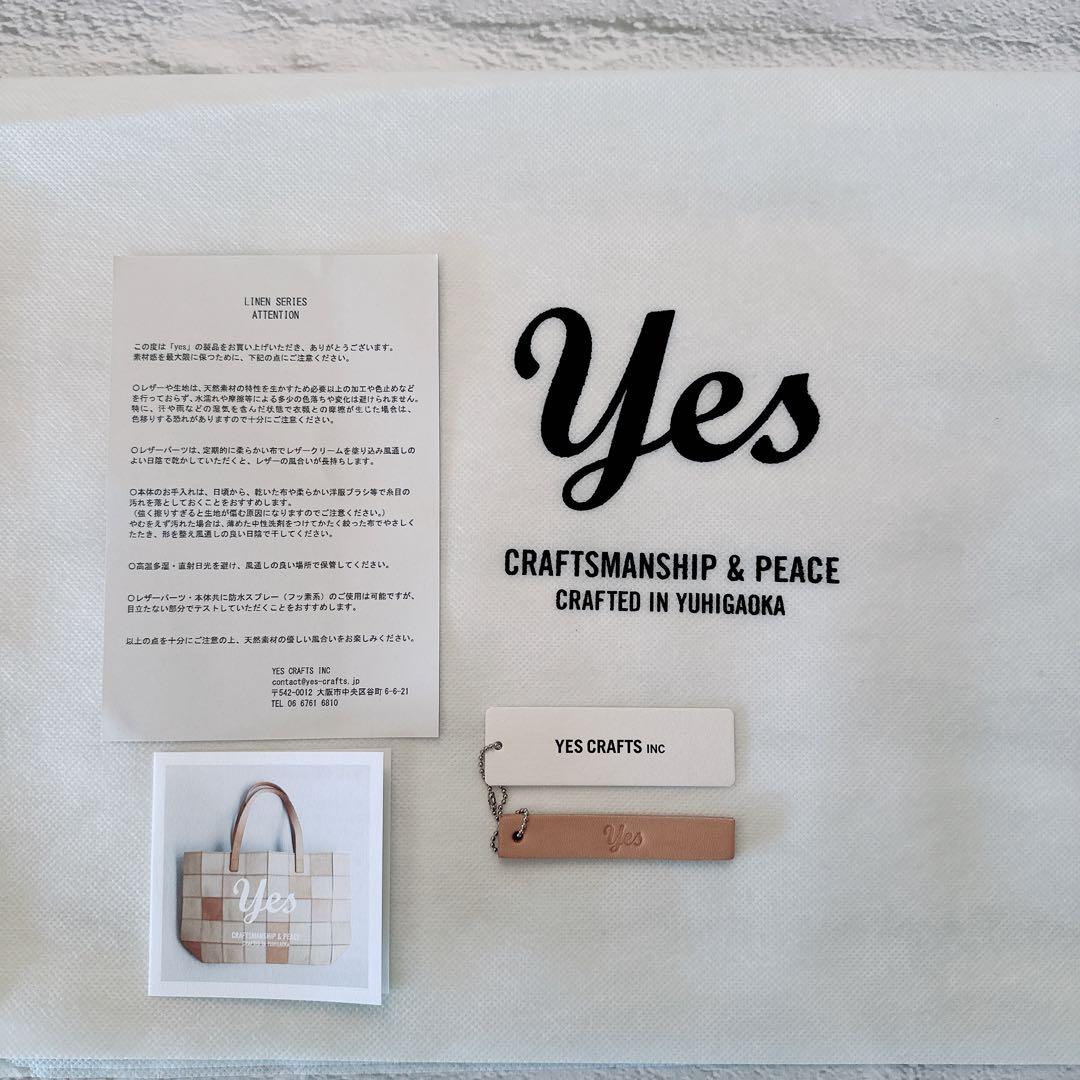 LINEN SERIES
ATTENTION
この度は「yes」の製品をお買い上げいただき、ありがとうございます。
素材感を最大限に保つために、下記の点にご注意ください。
○レザーや生地は、天然素材の特性を生かすため必要以上の加工や色止めなど
を行っておらず、水濡れや摩擦等による多少の色落ちや変化は避けられません。
特に、汗や雨などの湿気を含んだ状態で衣類との摩擦が生じた場合は、
色移りする恐れがありますので十分にご注意ください。
○レザーパーツは、定期的に柔らかい布でレザークリームを塗り込み風通しの
よい日陰で乾かしていただくと、レザーの風合いが長持ちします。
○本体のお手入れは、日頃から、乾いた布や柔らかい洋服ブラシ等で糸目の
汚れを落としておくことをおすすめします。
（強く擦りすぎると生地が傷む原因になりますのでご注意ください。）
やむをえず汚れた場合は、薄めた中性洗剤をつけてかたく絞った布でやさしく
たたき、形を整え風通しの良い日陰で干してください。
○高温多湿・直射日光を避け、風通しの良い場所で保管してください。
○レザーパーツ・本体共に防水スプレー（フッ素系）のご使用は可能ですが、
目立たない部分でテストしていただくことをおすすめします。
以上の点を十分にご注意の上、天然素材の優しい風合いをお楽しみください。
YES CRAFTS INC
contact@yes-crafts.jp
〒542-0012 大阪市中央区谷町 6-6-21
TEL 06 6761 6810
yes
CRAFTSMANSHIP & PEACE
CRAFTED IN YUHIGAOKA
YES CRAFTS INC
yes
yes
CRAFTSMANSHIP & PEACE
CRAFTED IN YUHIGAOKA